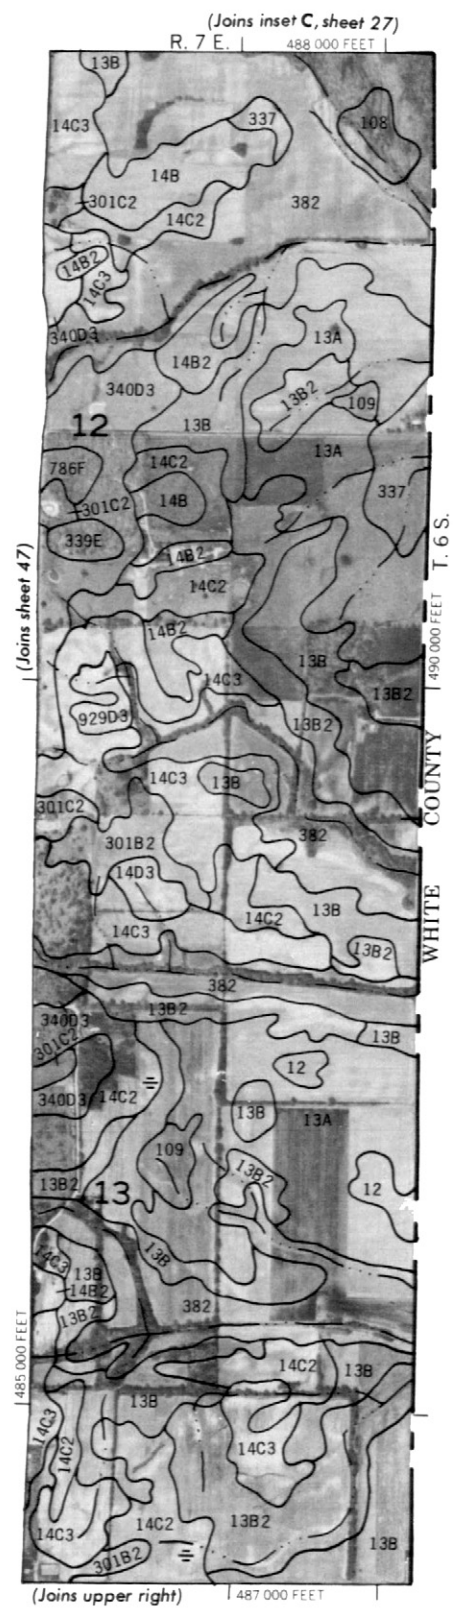 (Joins inset C, sheet 27)
R. 7 E.
488 000 FEET
13B
14C3
337
108
14B
301C2
14C2
382
14B2
14C3
340D3
13A
14B2
340D3
13B2
109
12
13B
14C2
13A
786F
14B
337
301C2
339E
T. 6 S.
14B2
(Joins sheet 47)
14C2
14B2
490 000 FEET
13B
14C3
13B2
929D3
13B2
14C3
13B
COUNTY
301C2
382
301B2
14D3
13B
14C2
14C3
13B2
WHITE
382
13B2
340D3
13B
301C2
12
340D3
14C2
13B
13A
109
13B2
13B2
12
13
14C3
13B
13B
14B2
13B2
382
485 000 FEET
14C2
13B
13B
14C3
14C2
14C3
14C3
14C2
13B2
13B
301B2
(Joins upper right)
487 000 FEET